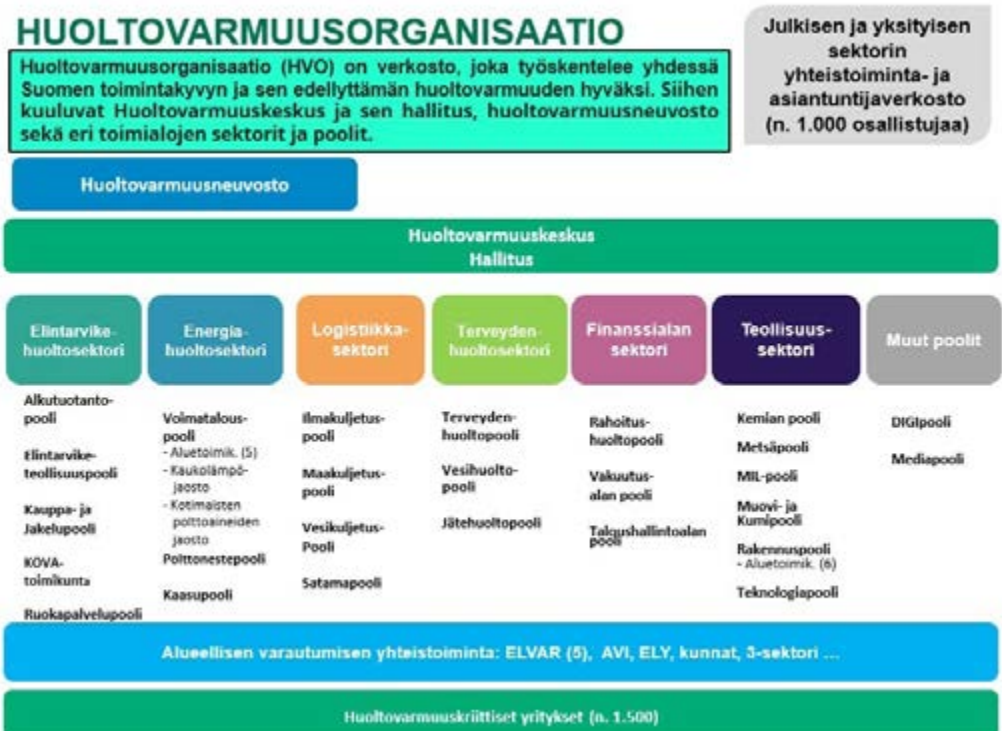 HUOLTOVARMUUSORGANISAATIO
Huoltovarmuusorganisaatio (HVO) on verkosto, joka työskentelee yhdessä
Suomen toimintakyvyn ja sen edellyttämän huoltovarmuuden hyväksi. Siihen
kuuluvat Huoltovarmuuskeskus ja sen hallitus, huoltovarmuusneuvosto
sekä eri toimialojen sektorit ja poolit.
Julkisen ja yksityisen
sektorin
yhteistoiminta- ja
asiantuntijaverkosto
(n. 1.000 osallistujaa)
Huoltovarmuusneuvosto
Huoltovarmuuskeskus
Hallitus
Elintarvike-
huoltosektori
Alkutuotanto-
pooli
Elintarvike-
teollisuuspooli
Kauppa- ja
Jakelupooli
KOVA-
toimikunta
Ruokapalvelupooli
Energia-
huoltosektori
Voimatalous-
pooli
- Aluetoimik. (5)
- Kaukolämpö-
jaosto
- Kotimaisten
polttoaineiden
jaosto
Polttonestepooli
Kaasupooli
Logistiikka-
sektori
Ilmakuljetus-
pooli
Maakuljetus-
pooli
Vesikuljetus-
Pooli
Satamapooli
Terveyden-
huoltosektori
Terveyden-
huoltopooli
Vesihuolto-
pooli
Jätehuoltopooli
Finanssialan
sektori
Rahoitus-
huoltopooli
Vakuutus-
alan pooli
Taloushallintoalan
pooli
Teollisuus-
sektori
Kemian pooli
Metsäpooli
MIL-pooli
Muovi- ja
Kumipooli
Rakennuspooli
- Aluetoimik. (6)
Teknologiapooli
Muut poolit
DIGIpooli
Mediapooli
Alueellisen varautumisen yhteistoiminta: ELVAR (5), AVI, ELY, kunnat, 3-sektori ...
Huoltovarmuuskriittiset yritykset (n. 1.500)